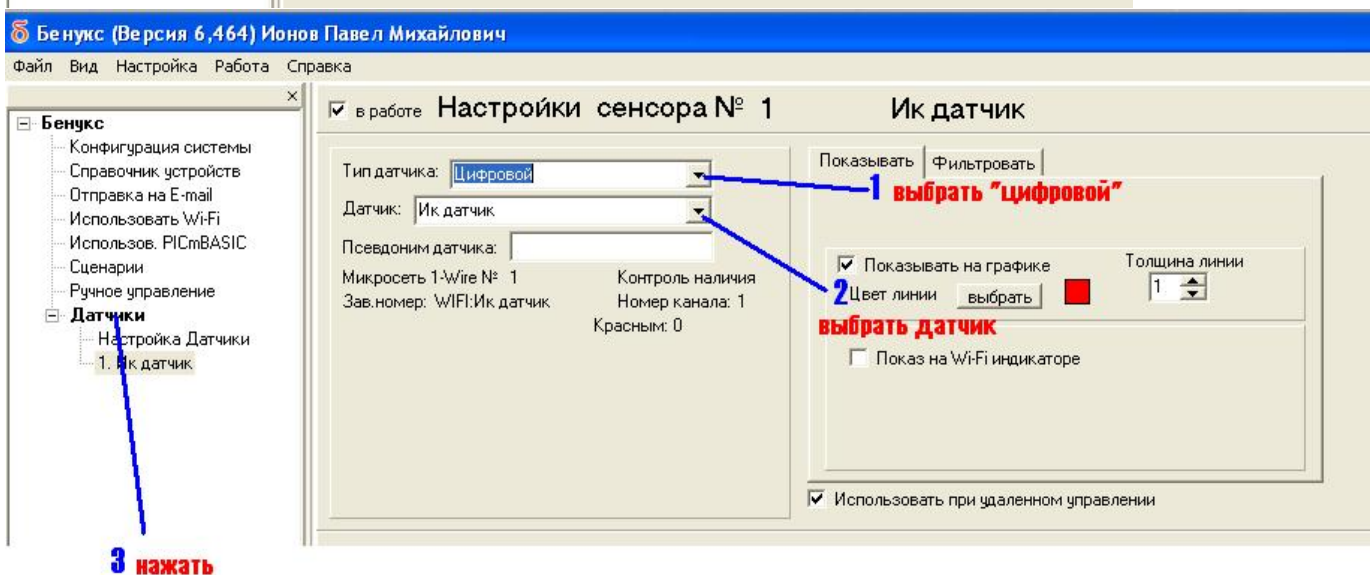 Бенукс (Версия 6,464) Ионов Павел Михайлович
Файл Вид Настройка Работа Справка
Бенукс
Конфигурация системы
Справочник устройств
Отправка на E-mail
Использовать Wi-Fi
Использов. PICmBASIC
Сценарии
Ручное управление
Датчики
Настройка Датчики
1. Ик датчик
3 нажать
в работе Настройки сенсора № 1 Ик датчик
Тип датчика: Цифровой
Датчик: Ик датчик
Псевдоним датчика:
Микросеть 1-Wire № 1 Контроль наличия
Зав.номер: WIFI:Ик датчик Номер канала: 1
Красным: 0
Показывать Фильтровать
1 выбрать "цифровой"
Показывать на графике Толщина линии
2 Цвет линии выбрать 1
выбрать датчик
Показ на Wi-Fi индикаторе
Использовать при удаленном управлении